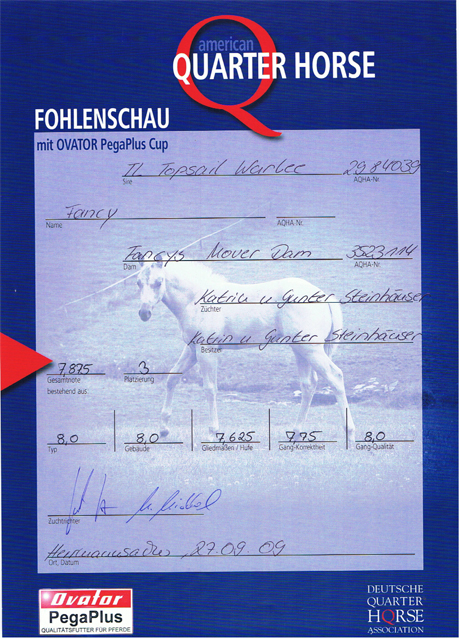 american
QUARTER HORSE
FOHLENSCHAU
mit OVATOR PegaPlus Cup
TL Topsail Warlee 2984039
Sire AQHA-Nr.
Fancy
Name AQHA Nr.
Fancys Mover Dam 3523114
Dam AQHA-Nr.
Katrin u Gunter Steinhäuser
Züchter
Katrin u Gunter Steinhäuser
Besitzer
7,875 3
Gesamtnote Platzierung
bestehend aus:
8,0 8,0 7,625 7,75 8,0
Typ Gebäude Gliedmaßen / Hufe Gang-Korrektheit Gang-Qualität
Zuchtrichter
27.09.09
Ort, Datum
Ovator
PegaPlus
QUALITÄTSFUTTER FÜR PFERDE
DEUTSCHE
QUARTER
HORSE
ASSOCIATION